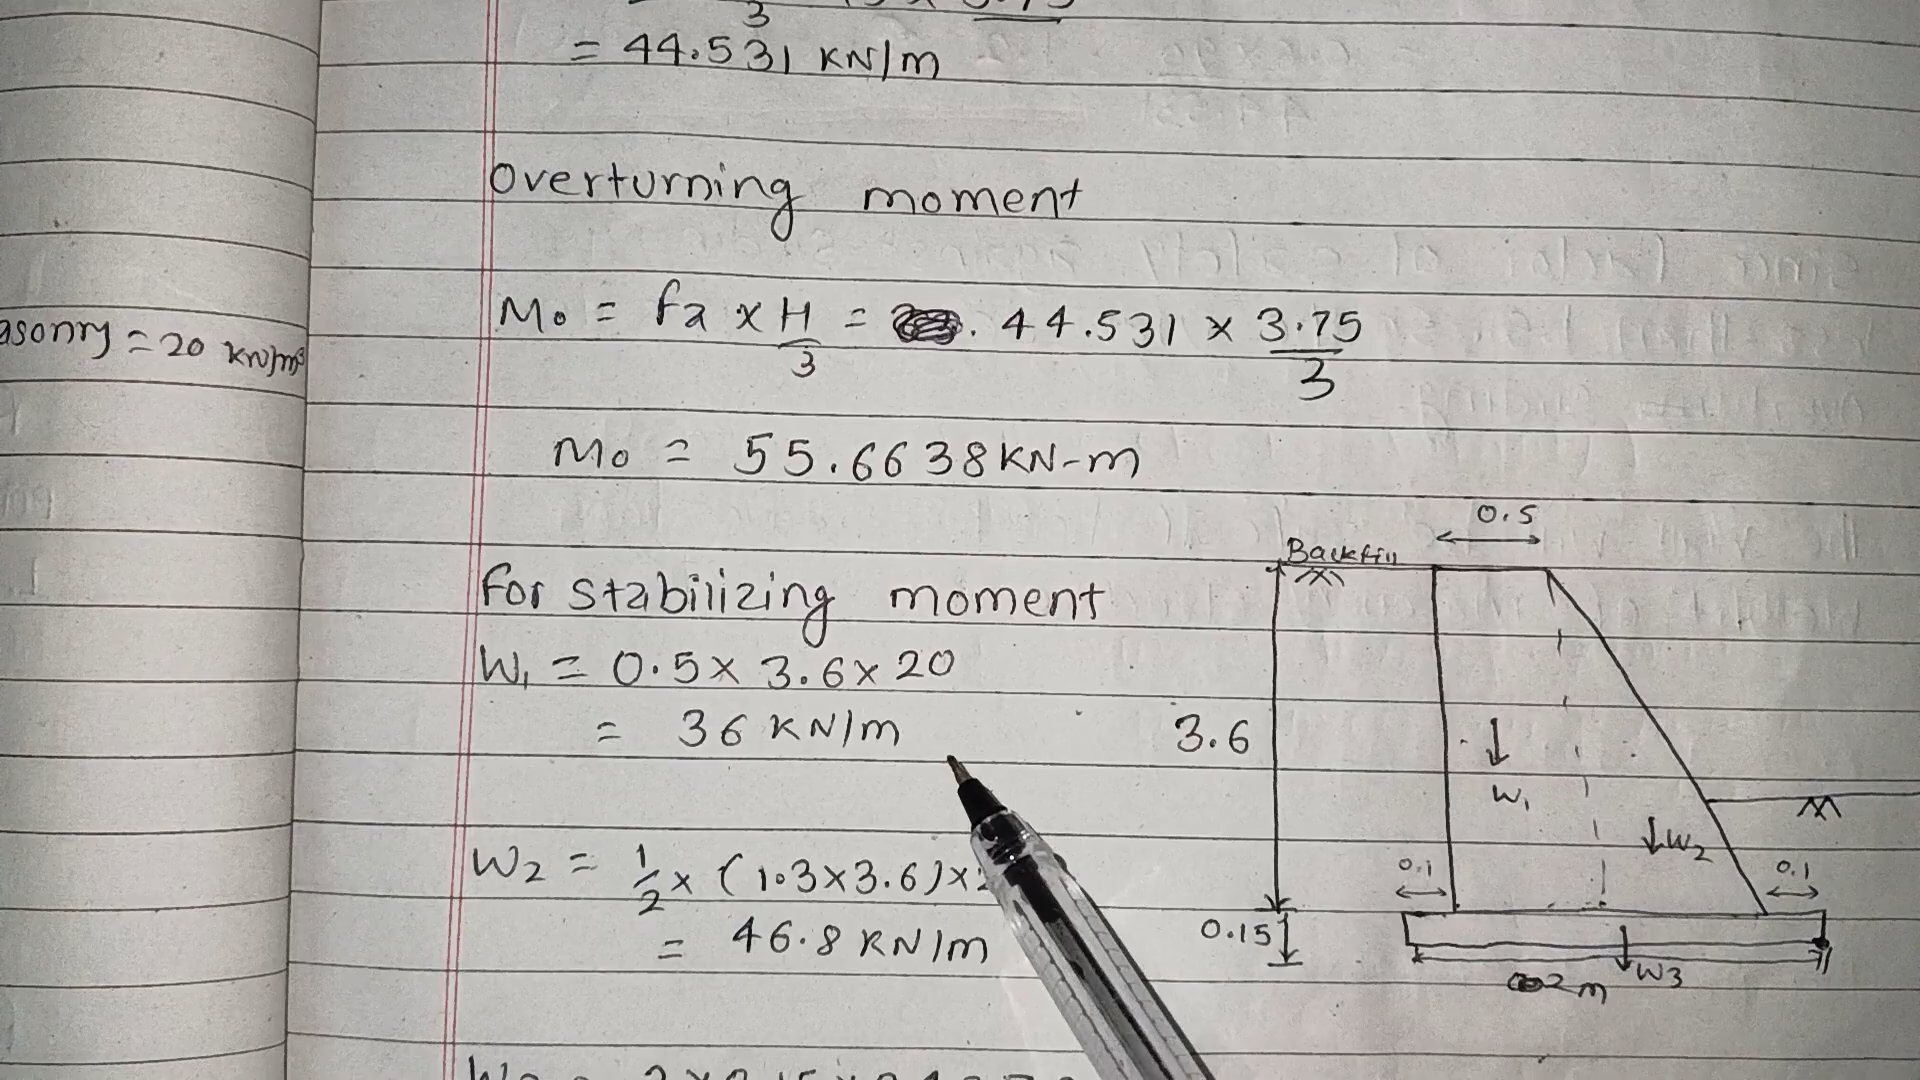 3
= 44.531 KN/m
overturning moment
Mo = Fa x H/3 = 44.531 x 3.75/3
asonry = 20 kN/m³
Mo = 55.6638 KN-m
0.5
Backfill
For stabilizing moment
W1 = 0.5 x 3.6 x 20
= 36 KN/m
3.6
W1
W2 = 1/2 x (1.3 x 3.6) x
W2
0.1
0.1
= 46.8 KN/m
0.15
W3
2m